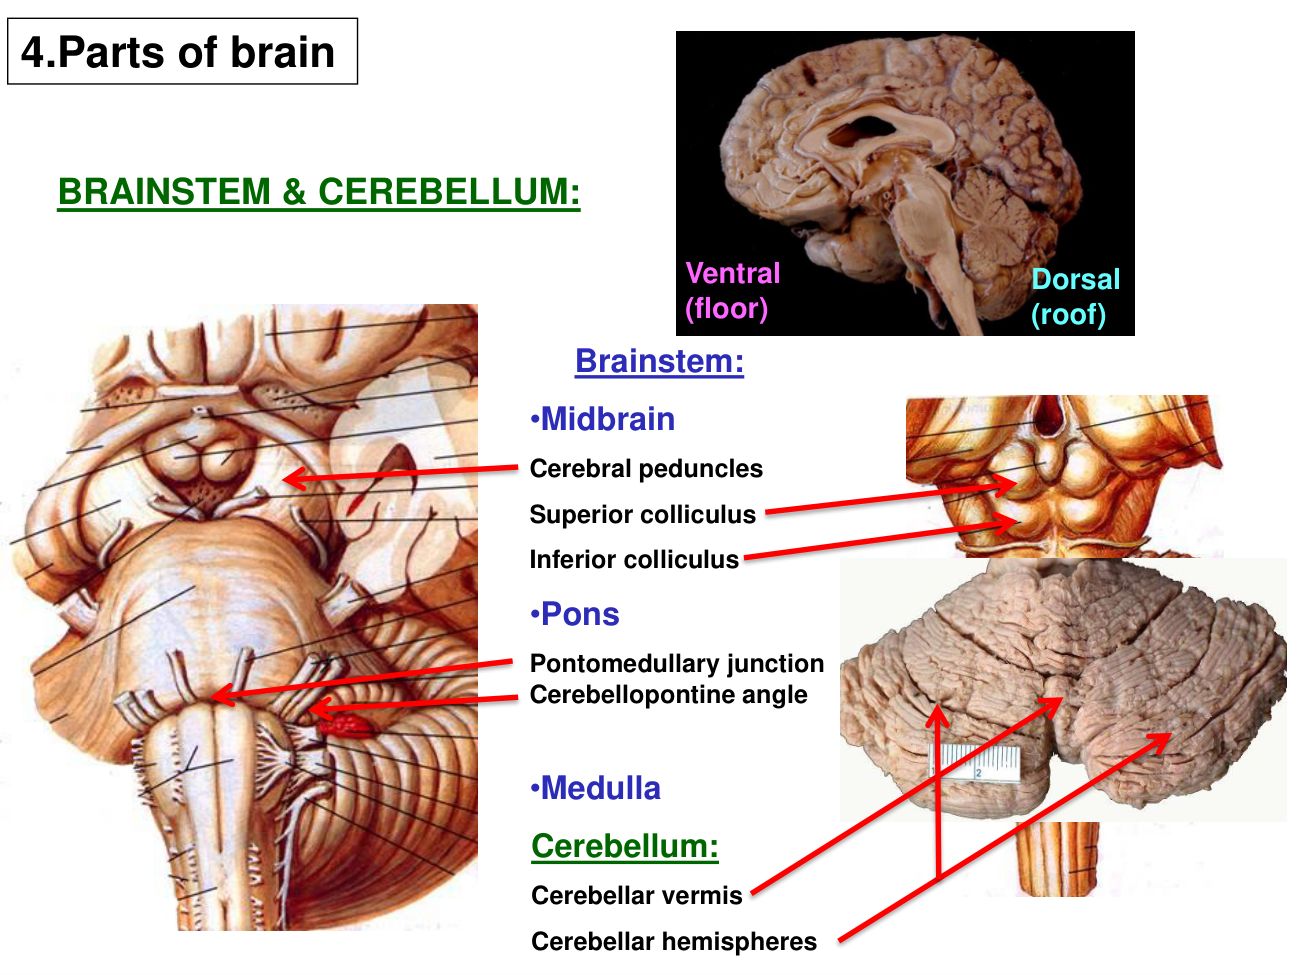 4.Parts of brain
BRAINSTEM & CEREBELLUM:
Ventral
(floor)
Dorsal
(roof)
Brainstem:
•Midbrain
Cerebral peduncles
Superior colliculus
Inferior colliculus
•Pons
Pontomedullary junction
Cerebellopontine angle
•Medulla
Cerebellum:
Cerebellar vermis
Cerebellar hemispheres
2